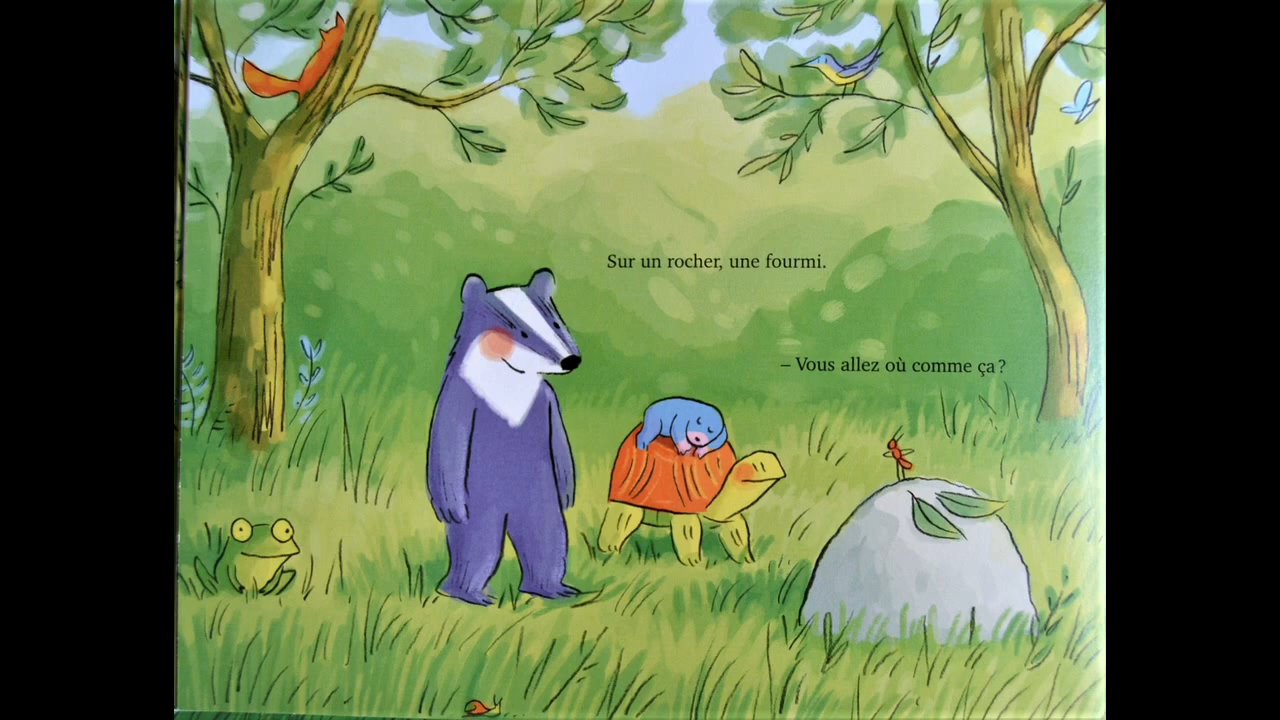 Sur un rocher, une fourmi.
– Vous allez où comme ça ?